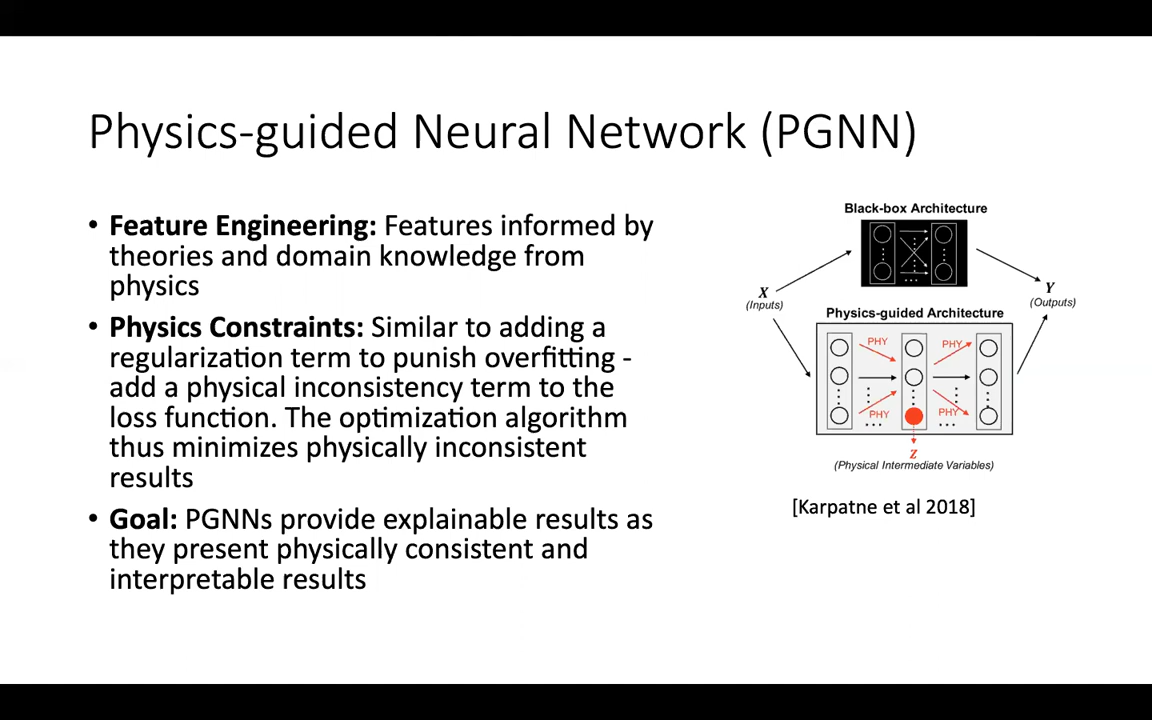 Physics-guided Neural Network (PGNN)
• Feature Engineering: Features informed by
theories and domain knowledge from
physics
• Physics Constraints: Similar to adding a
regularization term to punish overfitting -
add a physical inconsistency term to the
loss function. The optimization algorithm
thus minimizes physically inconsistent
results
• Goal: PGNNs provide explainable results as
they present physically consistent and
interpretable results
Black-box Architecture
X
(Inputs)
Y
(Outputs)
Physics-guided Architecture
PHY
PHY
PHY
PHY
Z
(Physical Intermediate Variables)
[Karpatne et al 2018]